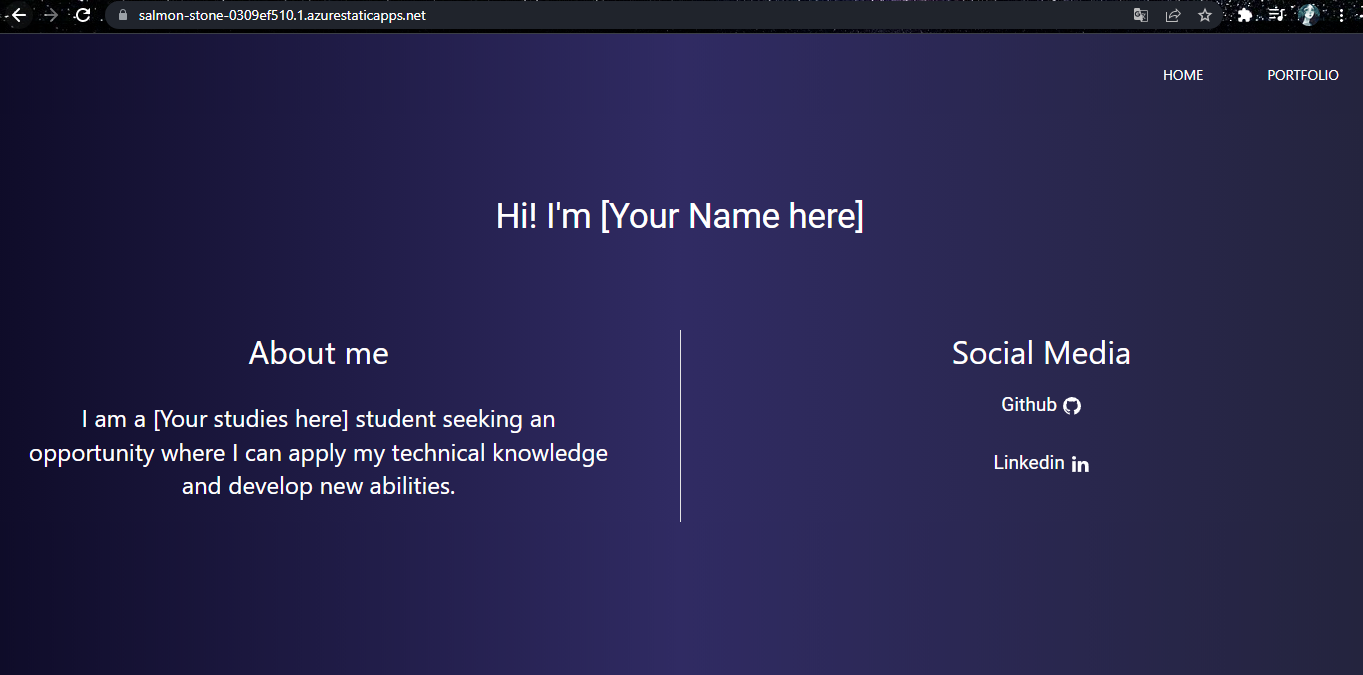 salmon-stone-0309ef510.1.azurestaticapps.net
HOME PORTFOLIO
Hi! I'm [Your Name here]
About me
I am a [Your studies here] student seeking an
opportunity where I can apply my technical knowledge
and develop new abilities.
Social Media
Github
Linkedin in